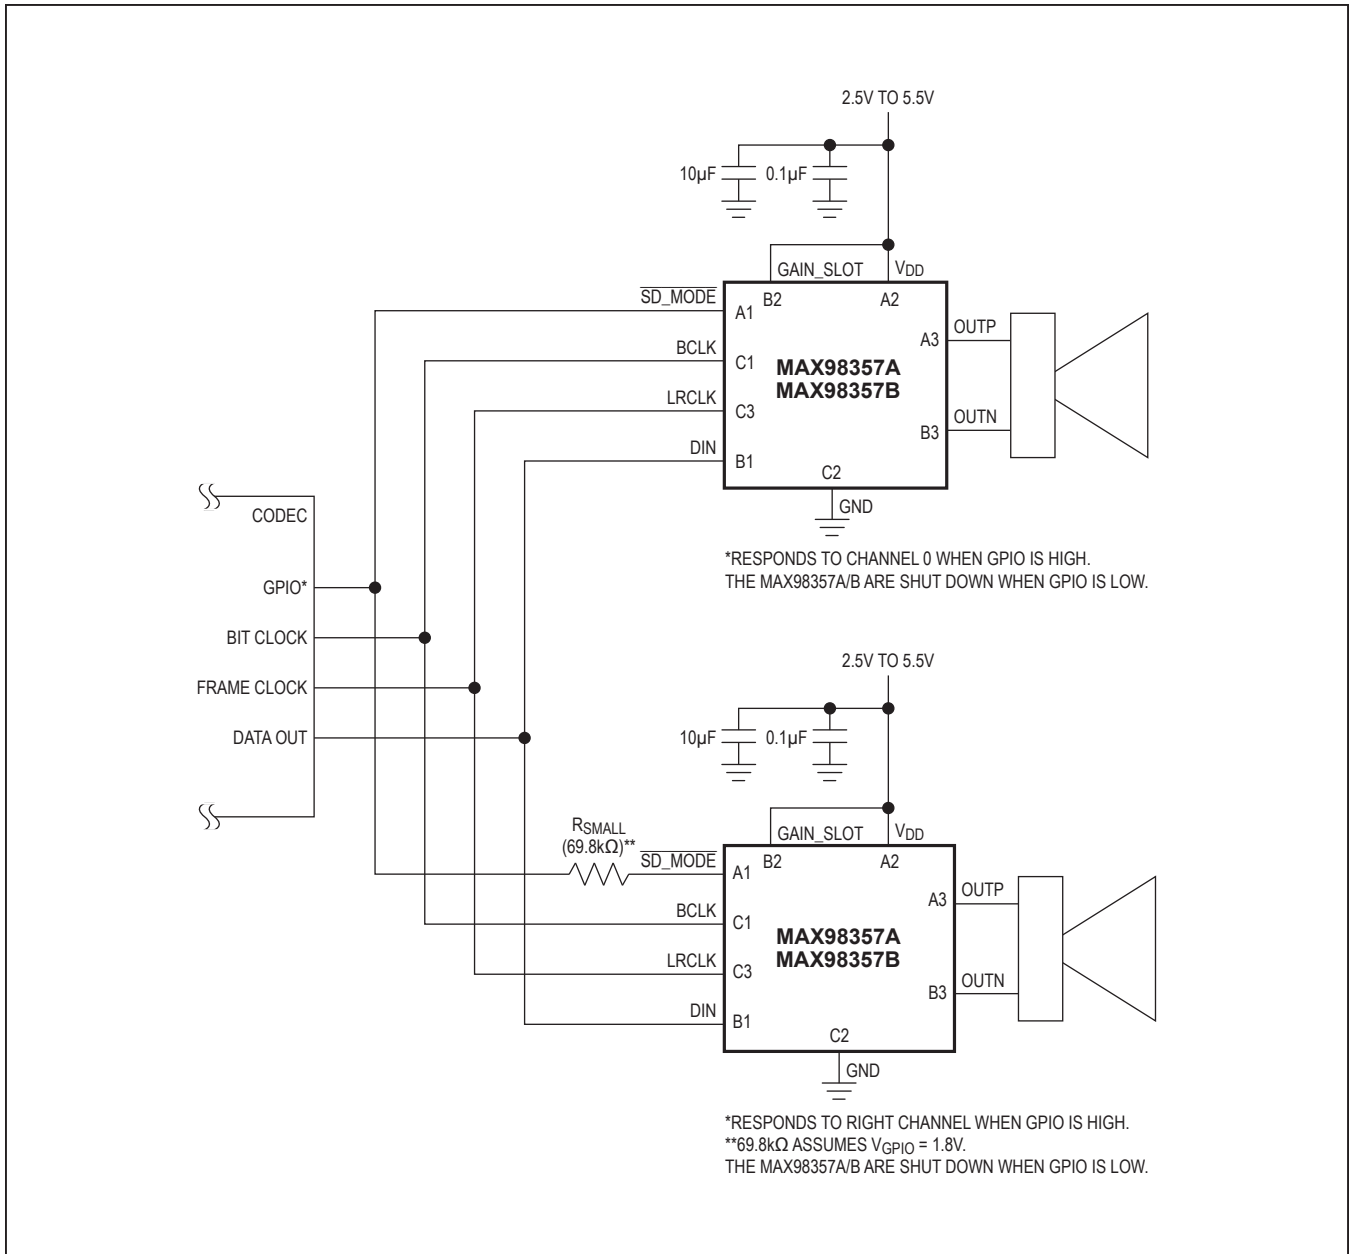 2.5V TO 5.5V
10µF
0.1µF
GAIN_SLOT
VDD
SD_MODE
B2
A2
A1
OUTP
A3
BCLK
C1
MAX98357A
MAX98357B
LRCLK
C3
OUTN
B3
DIN
B1
C2
GND
CODEC
*RESPONDS TO CHANNEL 0 WHEN GPIO IS HIGH.
THE MAX98357A/B ARE SHUT DOWN WHEN GPIO IS LOW.
GPIO*
BIT CLOCK
FRAME CLOCK
DATA OUT
2.5V TO 5.5V
10µF
0.1µF
RSMALL
(69.8kΩ)**
GAIN_SLOT
VDD
SD_MODE
B2
A2
A1
OUTP
A3
BCLK
C1
MAX98357A
MAX98357B
LRCLK
C3
OUTN
B3
DIN
B1
C2
GND
*RESPONDS TO RIGHT CHANNEL WHEN GPIO IS HIGH.
**69.8kΩ ASSUMES VGPIO = 1.8V.
THE MAX98357A/B ARE SHUT DOWN WHEN GPIO IS LOW.